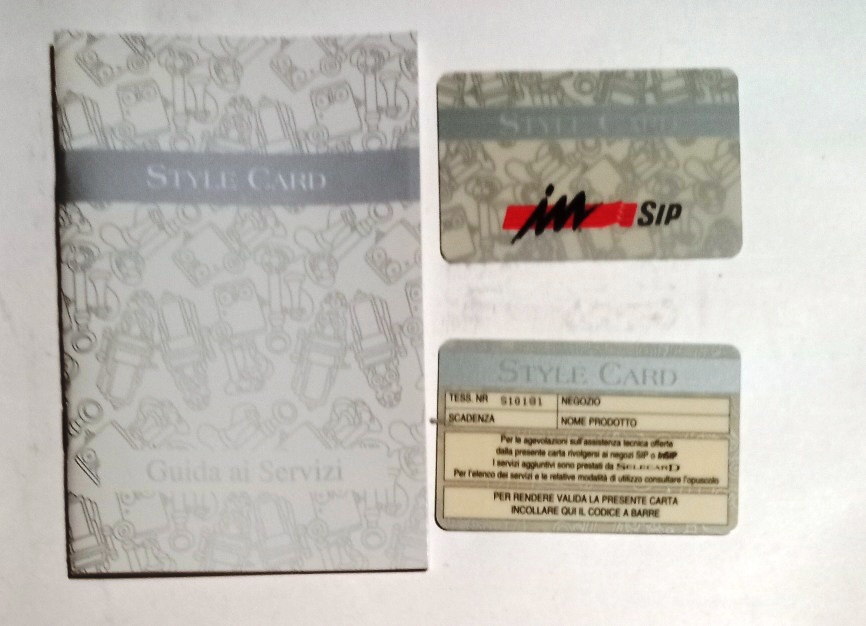 STYLE CARD
Guida ai Servizi
STYLE CARD
in SIP
STYLE CARD
TESS. NR S10101 NEGOZIO
SCADENZA NOME PRODOTTO
Per le agevolazioni sull'assistenza tecnica offerte
dalla presente carta rivolgersi ai negozi SIP o inSIP
I servizi aggiuntivi sono prestati da SELECARD
Per l'elenco dei servizi e le relative modalità di utilizzo consultare l'opuscolo
PER RENDERE VALIDA LA PRESENTE CARTA
INCOLLARE QUI IL CODICE A BARRE